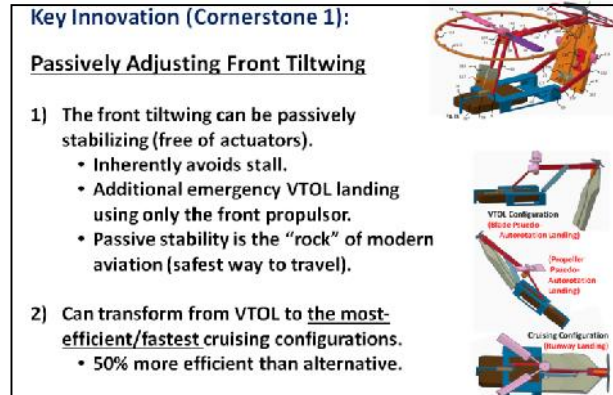 Key Innovation (Cornerstone 1):
Passively Adjusting Front Tiltwing
1) The front tiltwing can be passively
stabilizing (free of actuators).
• Inherently avoids stall.
• Additional emergency VTOL landing
using only the front propulsor.
• Passive stability is the “rock” of modern
aviation (safest way to travel).
2) Can transform from VTOL to the most-
efficient/fastest cruising configurations.
• 50% more efficient than alternative.
VTOL Configuration
(Blade Psuedo-
Autorotation Landing)
(Propeller
Psaedo-
Autorotation
Landing)
Cruising Configuration
(Runway Landing)